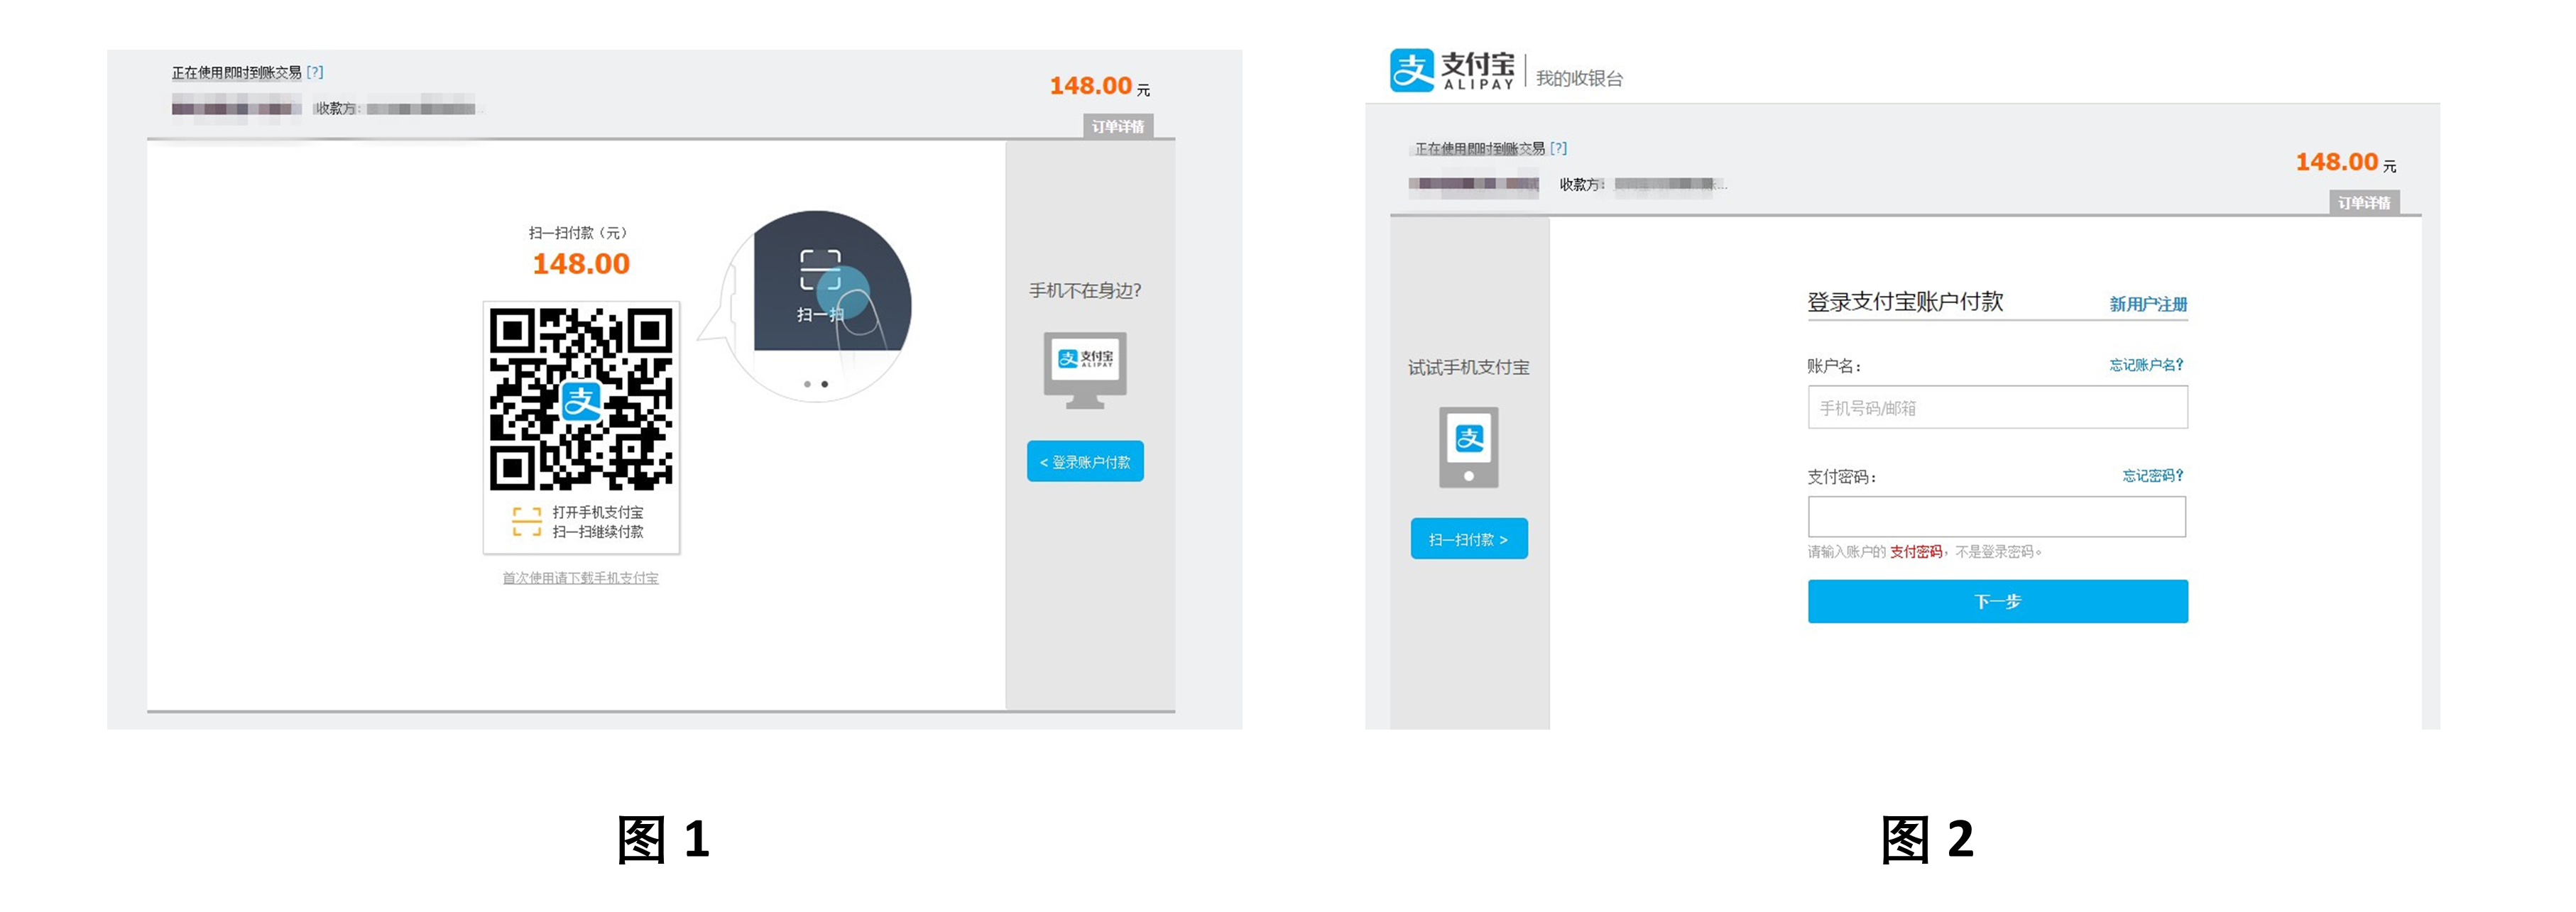 正在使用即时到账交易 [?]
收款方:
148.00 元
订单详情
扫一扫付款（元）
148.00
支
打开手机支付宝
扫一扫继续付款
首次使用请下载手机支付宝
扫一扫
手机不在身边?
支 支付宝
ALIPAY
< 登录账户付款
图 1
支 支付宝
ALIPAY
我的收银台
正在使用即时到账交易 [?]
收款方:
148.00 元
订单详情
试试手机支付宝
支
扫一扫付款 >
登录支付宝账户付款
新用户注册
账户名：
忘记账户名?
手机号码/邮箱
支付密码：
忘记密码?
请输入账户的 支付密码，不是登录密码。
下一步
图 2